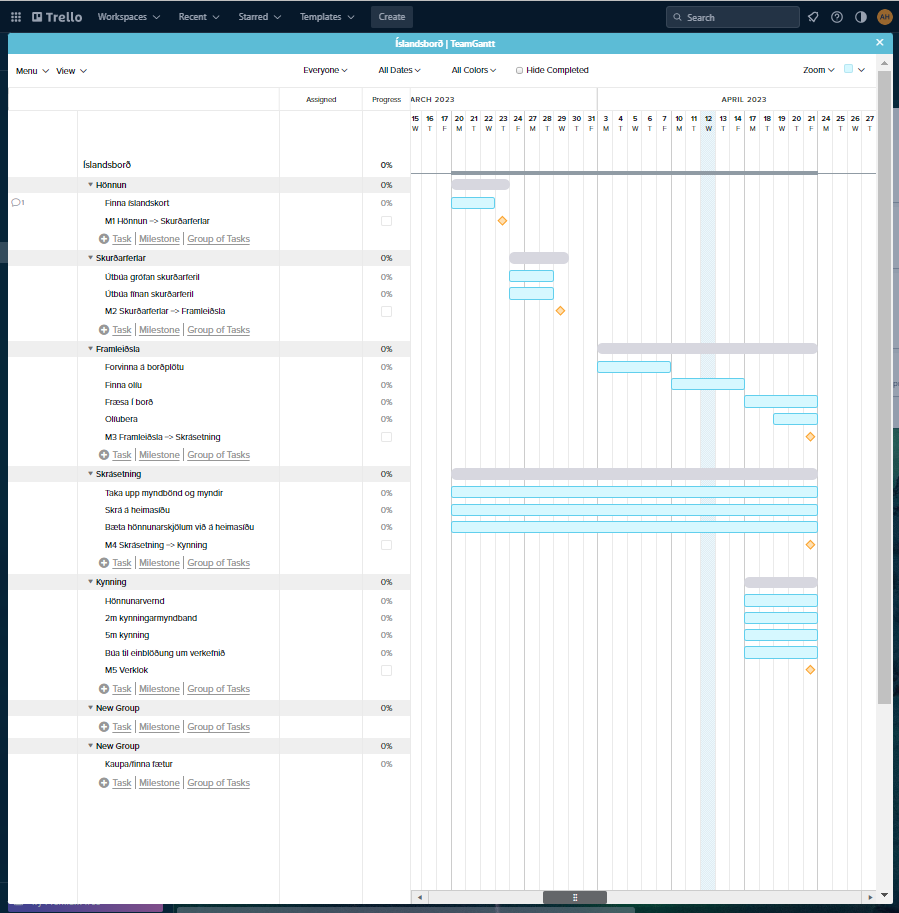 Trello Workspaces Recent Starred Templates Create Search AH
Íslandsborð | TeamGantt
Menu View Everyone All Dates All Colors Hide Completed Zoom
Assigned Progress ARCH 2023 APRIL 2023
15 16 17 20 21 22 23 24 27 28 29 30 31 3 4 5 6 7 10 11 12 13 14 17 18 19 20 21 24 25 26 27
W T F M T W T F M T W T F M T W T F M T W T F M T W T F M T W T
Íslandsborð 0%
Hönnun 0%
1 Finna íslandskort 0%
M1 Hönnun => Skurðarferlar
Task | Milestone | Group of Tasks
Skurðarferlar 0%
Útbúa grófan skurðarferil 0%
Útbúa fínan skurðarferil 0%
M2 Skurðarferlar => Framleiðsla
Task | Milestone | Group of Tasks
Framleiðsla 0%
Forvinna á borðplötu 0%
Finna olíu 0%
Fræsa Í borð 0%
Olíubera 0%
M3 Framleiðsla => Skrásetning
Task | Milestone | Group of Tasks
Skrásetning 0%
Taka upp myndbönd og myndir 0%
Skrá á heimasíðu 0%
Bæta hönnunarskjölum við á heimasíðu 0%
M4 Skrásetning => Kynning
Task | Milestone | Group of Tasks
Kynning 0%
Hönnunarvernd 0%
2m kynningarmyndband 0%
5m kynning 0%
Búa til einblöðung um verkefnið 0%
M5 Verklok
Task | Milestone | Group of Tasks
New Group 0%
Task | Milestone | Group of Tasks
New Group 0%
Kaupa/finna fætur 0%
Task | Milestone | Group of Tasks